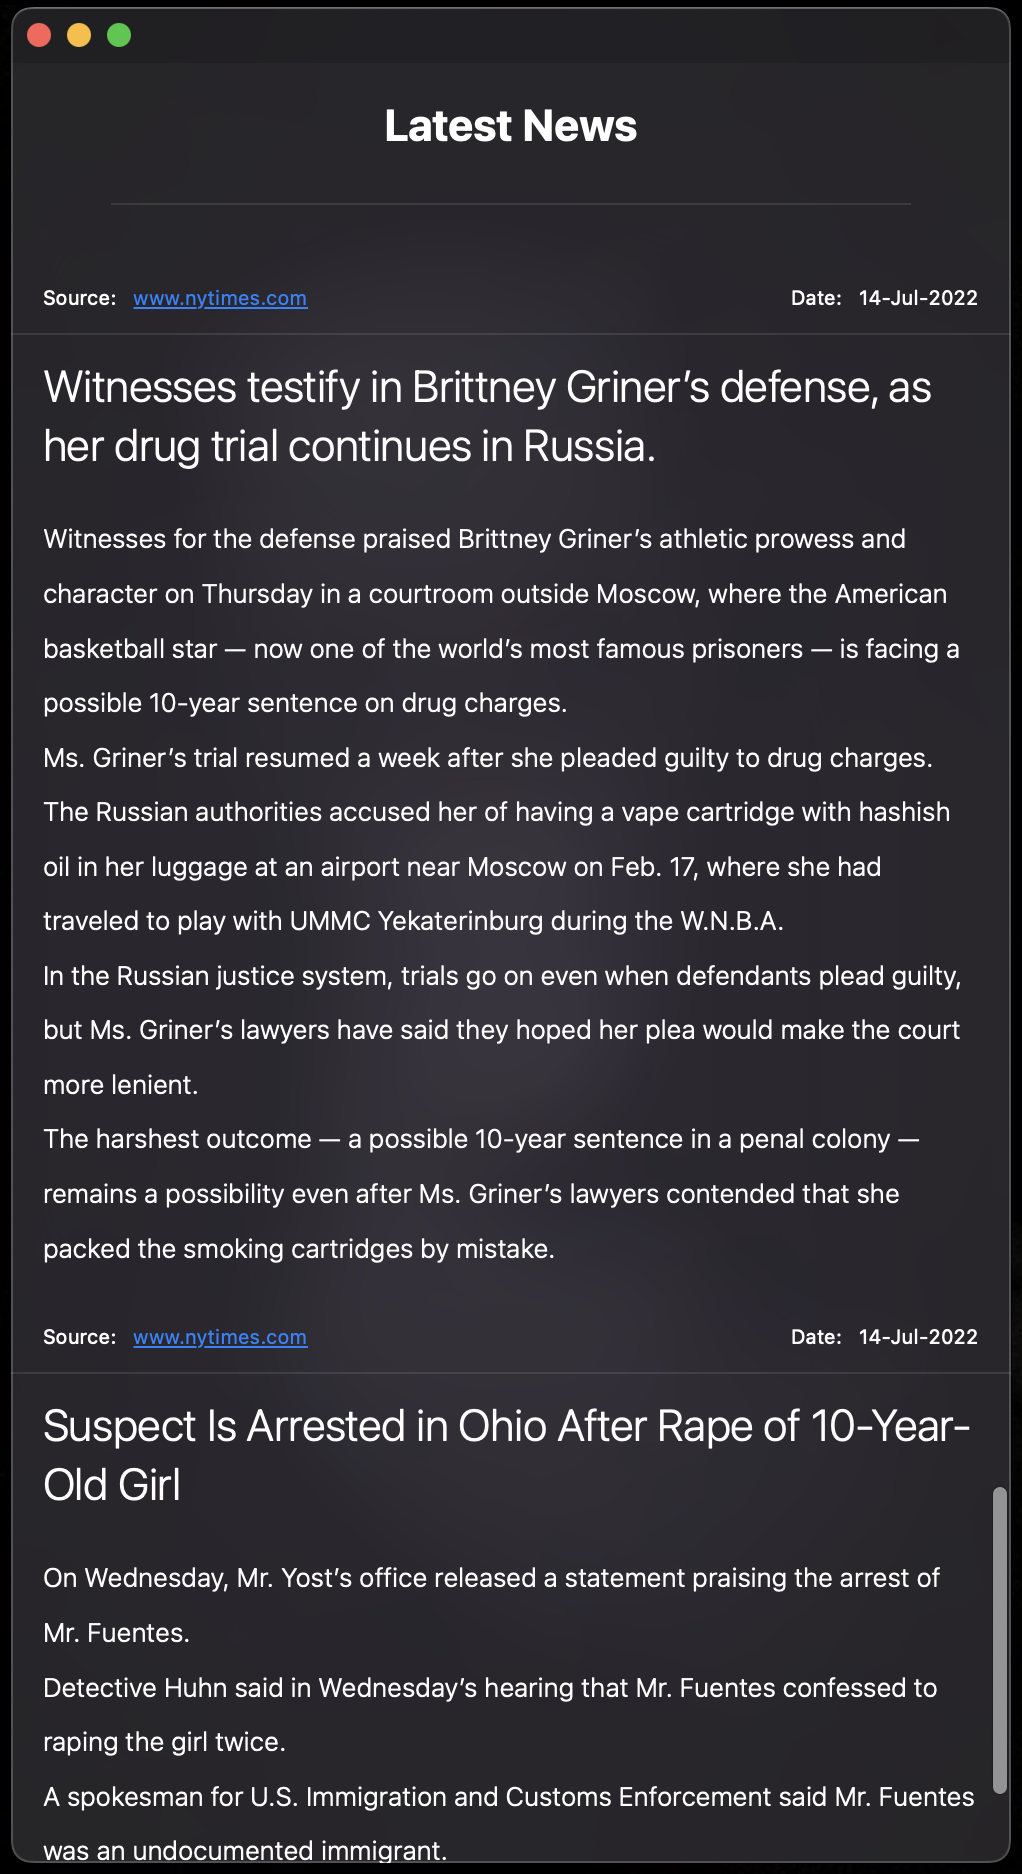 Latest News
Source: www.nytimes.com Date: 14-Jul-2022
Witnesses testify in Brittney Griner’s defense, as
her drug trial continues in Russia.
Witnesses for the defense praised Brittney Griner’s athletic prowess and
character on Thursday in a courtroom outside Moscow, where the American
basketball star — now one of the world’s most famous prisoners — is facing a
possible 10-year sentence on drug charges.
Ms. Griner’s trial resumed a week after she pleaded guilty to drug charges.
The Russian authorities accused her of having a vape cartridge with hashish
oil in her luggage at an airport near Moscow on Feb. 17, where she had
traveled to play with UMMC Yekaterinburg during the W.N.B.A.
In the Russian justice system, trials go on even when defendants plead guilty,
but Ms. Griner’s lawyers have said they hoped her plea would make the court
more lenient.
The harshest outcome — a possible 10-year sentence in a penal colony —
remains a possibility even after Ms. Griner’s lawyers contended that she
packed the smoking cartridges by mistake.
Source: www.nytimes.com Date: 14-Jul-2022
Suspect Is Arrested in Ohio After Rape of 10-Year-
Old Girl
On Wednesday, Mr. Yost’s office released a statement praising the arrest of
Mr. Fuentes.
Detective Huhn said in Wednesday’s hearing that Mr. Fuentes confessed to
raping the girl twice.
A spokesman for U.S. Immigration and Customs Enforcement said Mr. Fuentes
was an undocumented immigrant.